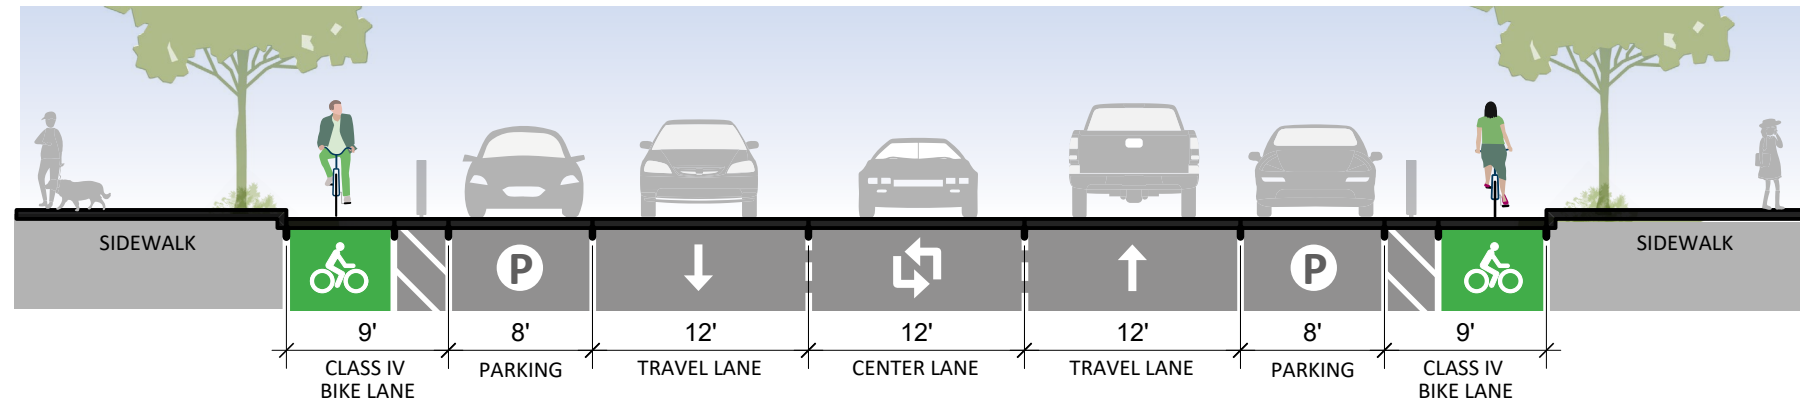 SIDEWALK
SIDEWALK
P
P
9'
8'
12'
12'
12'
8'
9'
CLASS IV
BIKE LANE
PARKING
TRAVEL LANE
CENTER LANE
TRAVEL LANE
PARKING
CLASS IV
BIKE LANE